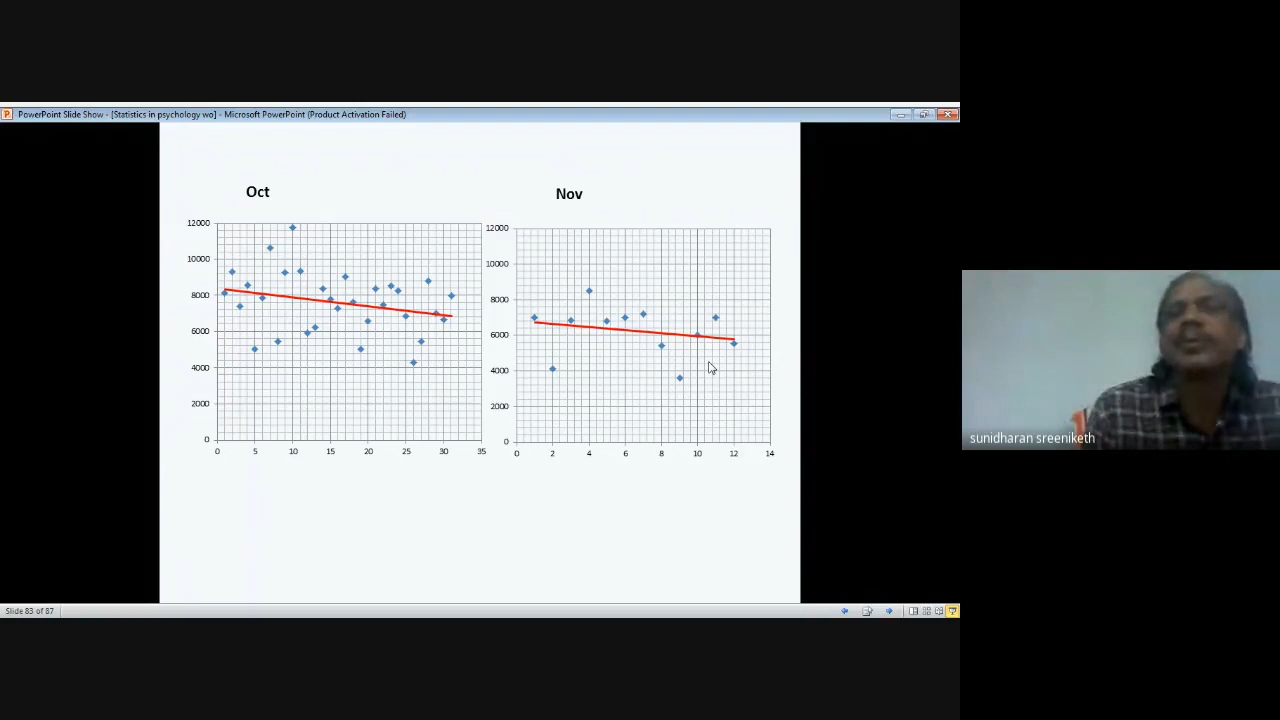 PowerPoint Slide Show - [Statistics in psychology wo] - Microsoft PowerPoint (Product Activation Failed)
Oct
12000
10000
8000
6000
4000
2000
0
0 5 10 15 20 25 30 35
Nov
12000
10000
8000
6000
4000
2000
0
0 2 4 6 8 10 12 14
sunidharan sreeniketh
Slide 83 of 87